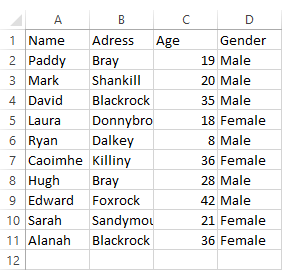 A B C D
1 Name Adress Age Gender
2 Paddy Bray 19 Male
3 Mark Shankill 20 Male
4 David Blackrock 35 Male
5 Laura Donnybro 18 Female
6 Ryan Dalkey 8 Male
7 Caoimhe Killiny 36 Female
8 Hugh Bray 28 Male
9 Edward Foxrock 42 Male
10 Sarah Sandymou 21 Female
11 Alanah Blackrock 36 Female
12